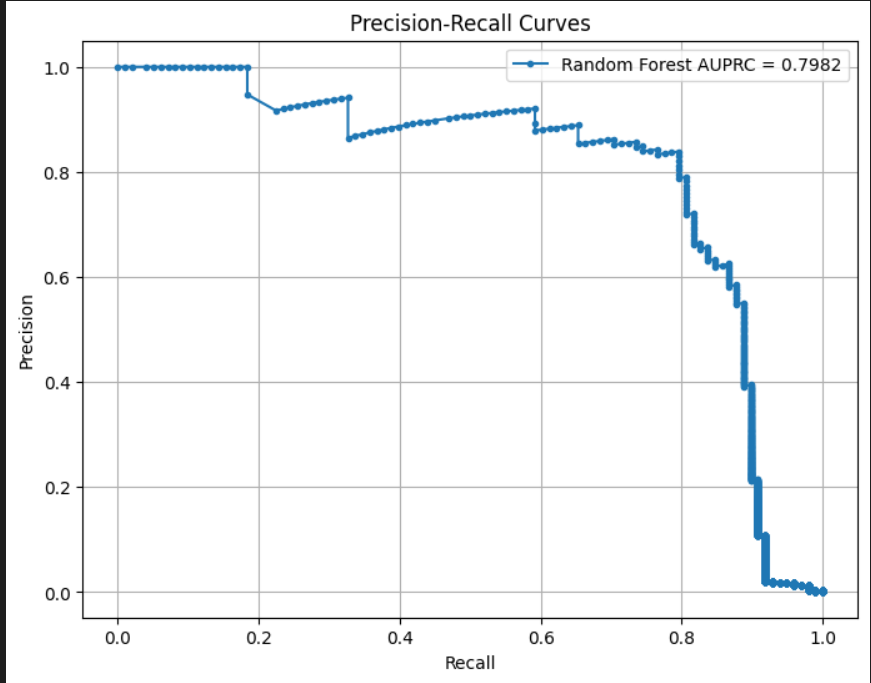 Precision-Recall Curves
Random Forest AUPRC = 0.7982
Precision
1.0
0.8
0.6
0.4
0.2
0.0
0.0 0.2 0.4 0.6 0.8 1.0
Recall